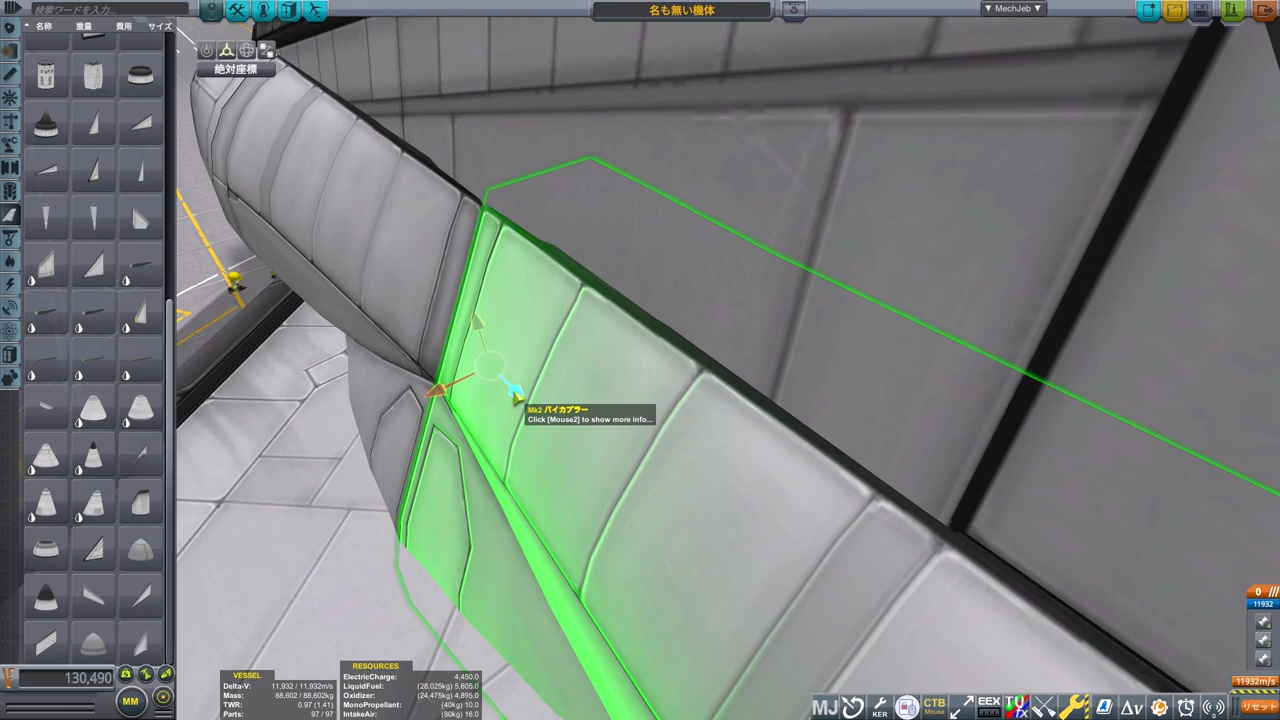 検索ワードを入力…
名も無い機体
▼ MechJeb ▼
名称 重量 費用 サイズ
絶対座標
Mk2 バイカプラー
Click [Mouse2] to show more info...
0
11932
11932m/s
リセット
130,490
MM
VESSEL
Delta-V: 11,932 / 11,932m/s
Mass: 88,602 / 88,602kg
TWR: 0.97 (1.41)
Parts: 97 / 97
RESOURCES
ElectricCharge: 4,450.0
LiquidFuel: (28,025kg) 5,605.0
Oxidizer: (24,475kg) 4,895.0
MonoPropellant: (40kg) 10.0
IntakeAir: (80kg) 16.0
MJ
KER
CTB
Mouse
EEX
Δv